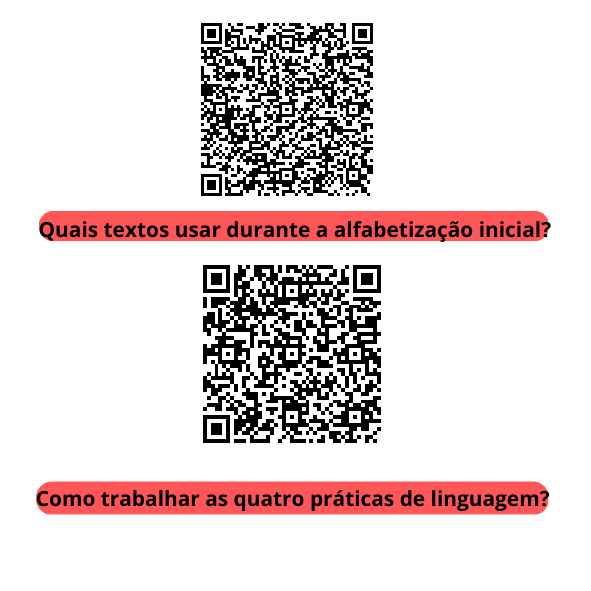 Quais textos usar durante a alfabetização inicial?
Como trabalhar as quatro práticas de linguagem?